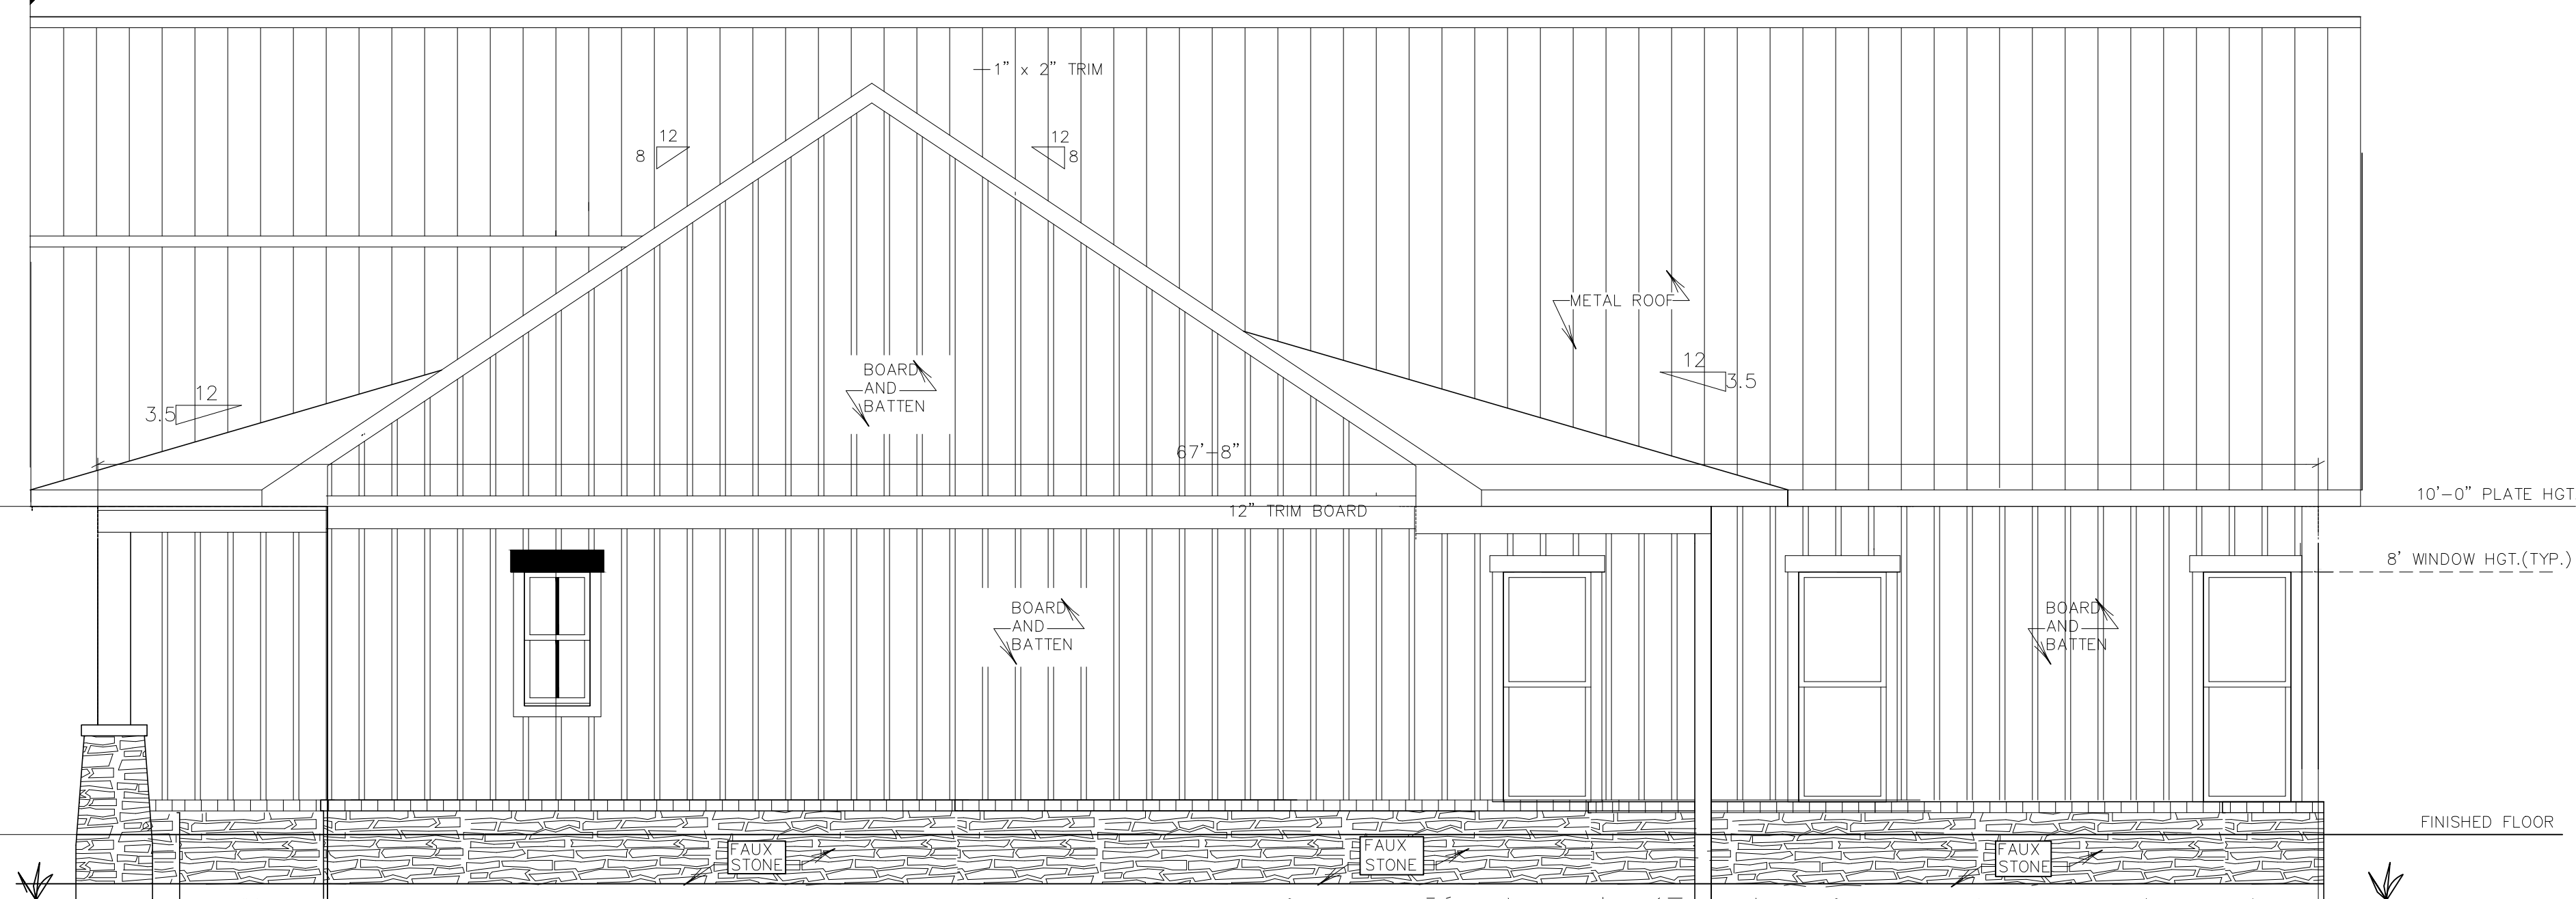 1" x 2" TRIM
12
8
12
8
METAL ROOF
BOARD
AND
BATTEN
12
3.5
12
3.5
67'-8"
10'-0" PLATE HGT.
12" TRIM BOARD
8' WINDOW HGT.(TYP.)
BOARD
AND
BATTEN
BOARD
AND
BATTEN
FINISHED FLOOR
FAUX
STONE
FAUX
STONE
FAUX
STONE